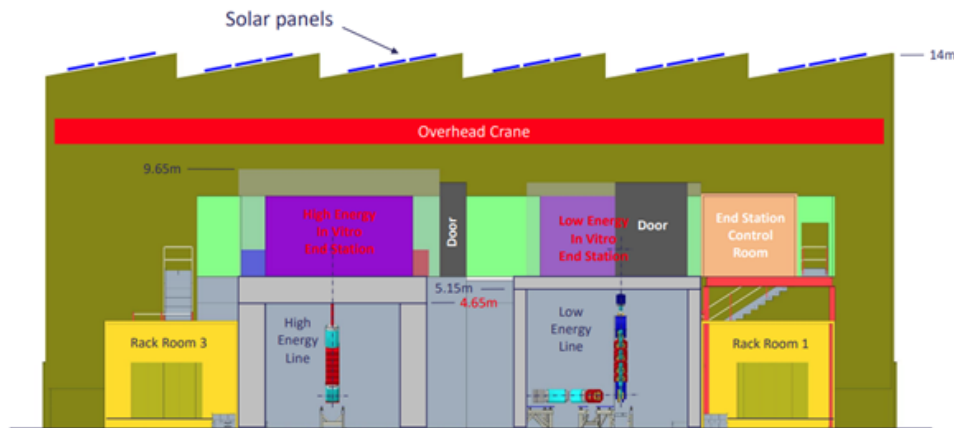 Solar panels
14m
Overhead Crane
9.65m
High Energy
In Vitro
End Station
Door
Low Energy
In Vitro
End Station
Door
End Station
Control
Room
5.15m
4.65m
Rack Room 3
High
Energy
Line
Low
Energy
Line
Rack Room 1